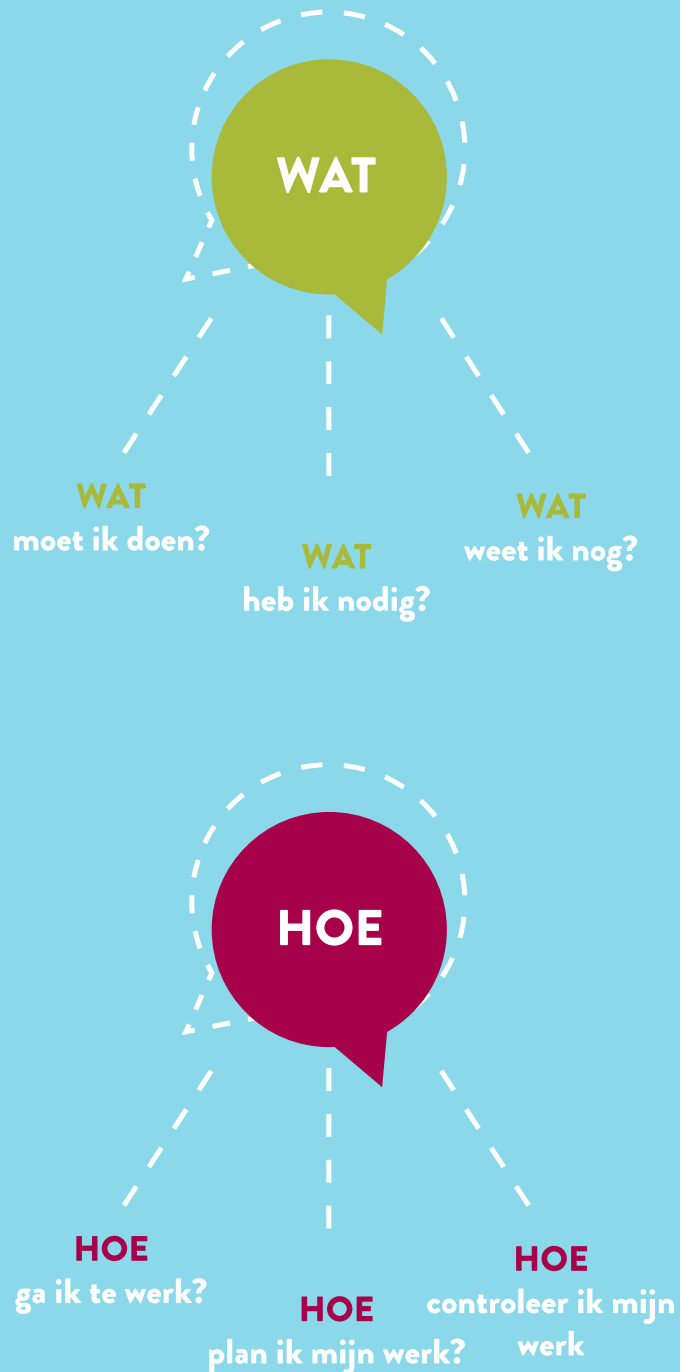 WAT
WAT
moet ik doen?
WAT
heb ik nodig?
WAT
weet ik nog?
HOE
HOE
ga ik te werk?
HOE
plan ik mijn werk?
HOE
controleer ik mijn
werk